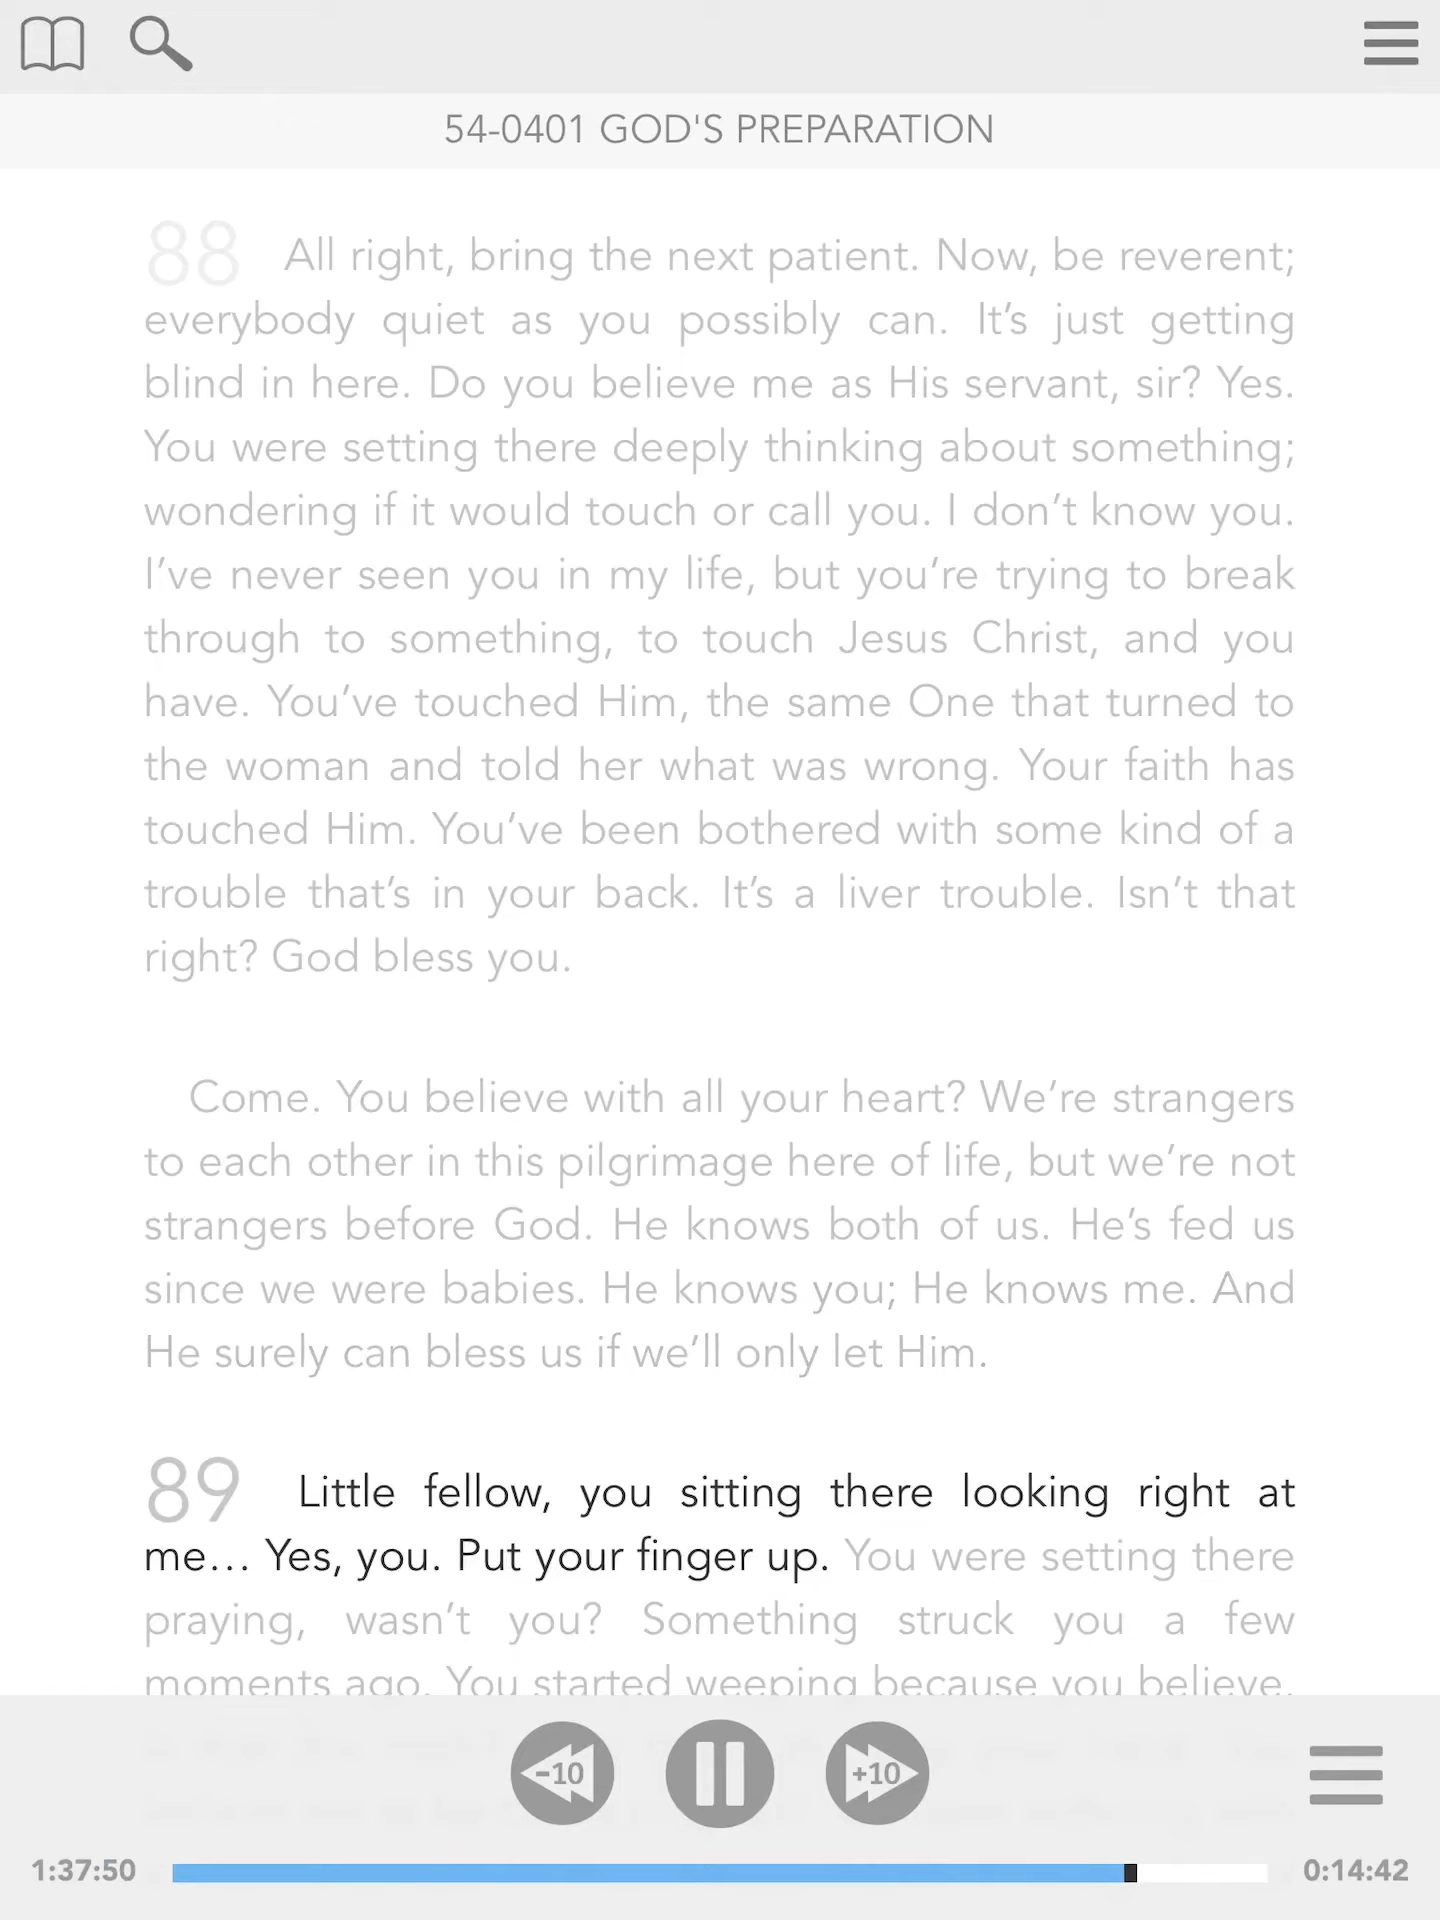 54-0401 GOD'S PREPARATION
88 All right, bring the next patient. Now, be reverent;
everybody quiet as you possibly can. It’s just getting
blind in here. Do you believe me as His servant, sir? Yes.
You were setting there deeply thinking about something;
wondering if it would touch or call you. I don’t know you.
I’ve never seen you in my life, but you’re trying to break
through to something, to touch Jesus Christ, and you
have. You’ve touched Him, the same One that turned to
the woman and told her what was wrong. Your faith has
touched Him. You’ve been bothered with some kind of a
trouble that’s in your back. It’s a liver trouble. Isn’t that
right? God bless you.
Come. You believe with all your heart? We’re strangers
to each other in this pilgrimage here of life, but we’re not
strangers before God. He knows both of us. He’s fed us
since we were babies. He knows you; He knows me. And
He surely can bless us if we’ll only let Him.
89 Little fellow, you sitting there looking right at
me… Yes, you. Put your finger up. You were setting there
praying, wasn’t you? Something struck you a few
moments ago. You started weeping because you believe.
-10 +10
1:37:50 0:14:42